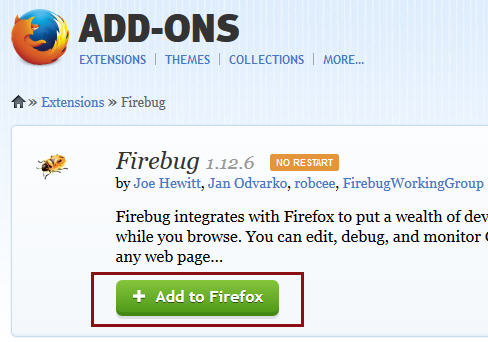 ADD-ONS
EXTENSIONS | THEMES | COLLECTIONS | MORE...
» Extensions » Firebug
Firebug 1.12.6 NO RESTART
by Joe Hewitt, Jan Odvarko, robcee, FirebugWorkingGroup
Firebug integrates with Firefox to put a wealth of dev
while you browse. You can edit, debug, and monitor C
any web page...
+ Add to Firefox